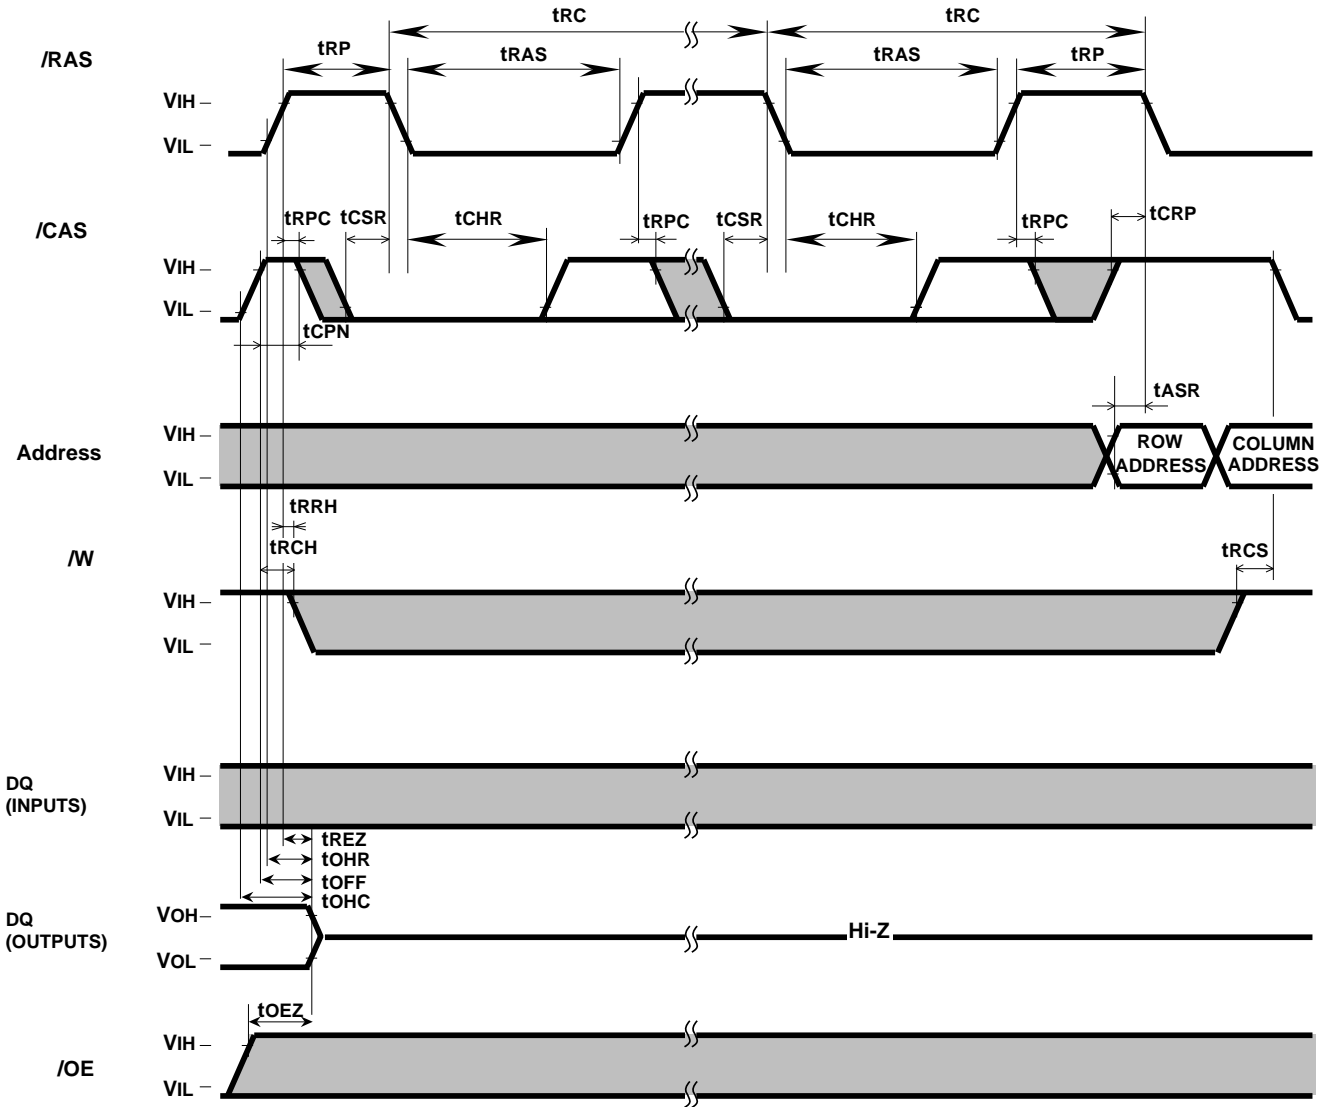 tRC tRC
/RAS tRP tRAS tRAS tRP
VIH
VIL
/CAS tRPC tCSR tCHR tRPC tCSR tCHR tRPC tCRP
VIH
VIL
tCPN
tASR
Address VIH ROW ADDRESS COLUMN ADDRESS
VIL
tRRH
/W tRCH tRCS
VIH
VIL
DQ (INPUTS) VIH
VIL
tREZ
tOHR
tOFF
tOHC
DQ (OUTPUTS) VOH Hi-Z
VOL
tOEZ
/OE VIH
VIL